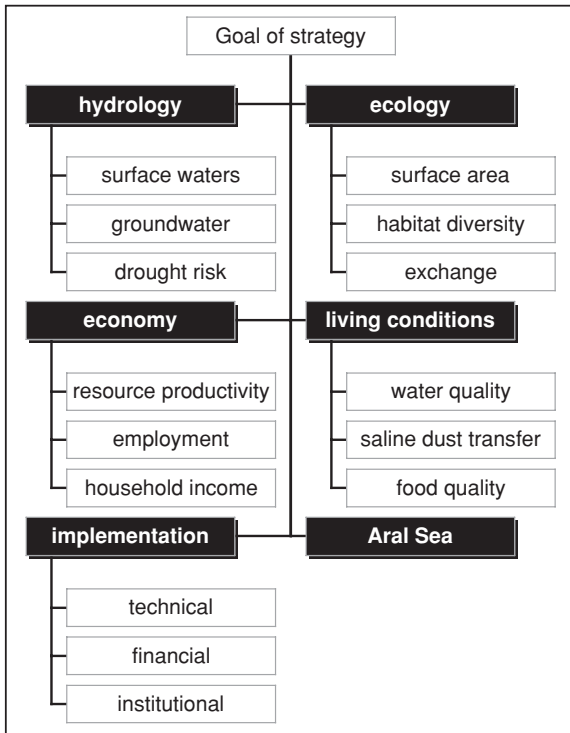 Goal of strategy
hydrology
surface waters
groundwater
drought risk
ecology
surface area
habitat diversity
exchange
economy
resource productivity
employment
household income
living conditions
water quality
saline dust transfer
food quality
implementation
technical
financial
institutional
Aral Sea